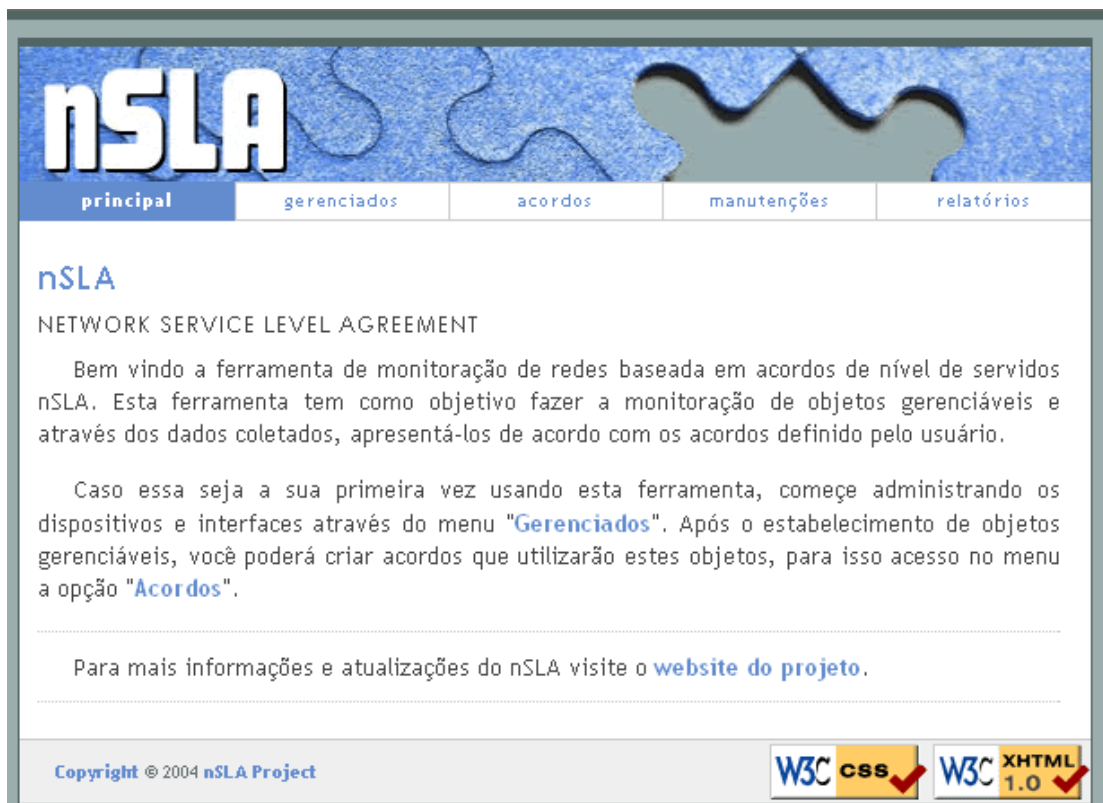 nSLA
principal gerenciados acordos manutenções relatórios
nSLA
NETWORK SERVICE LEVEL AGREEMENT
Bem vindo a ferramenta de monitoração de redes baseada em acordos de nível de servidos
nSLA. Esta ferramenta tem como objetivo fazer a monitoração de objetos gerenciáveis e
através dos dados coletados, apresentá-los de acordo com os acordos definido pelo usuário.
Caso essa seja a sua primeira vez usando esta ferramenta, começe administrando os
dispositivos e interfaces através do menu "Gerenciados". Após o estabelecimento de objetos
gerenciáveis, você poderá criar acordos que utilizarão estes objetos, para isso acesso no menu
a opção "Acordos".
Para mais informações e atualizações do nSLA visite o website do projeto.
Copyright © 2004 nSLA Project
W3C CSS
W3C XHTML 1.0